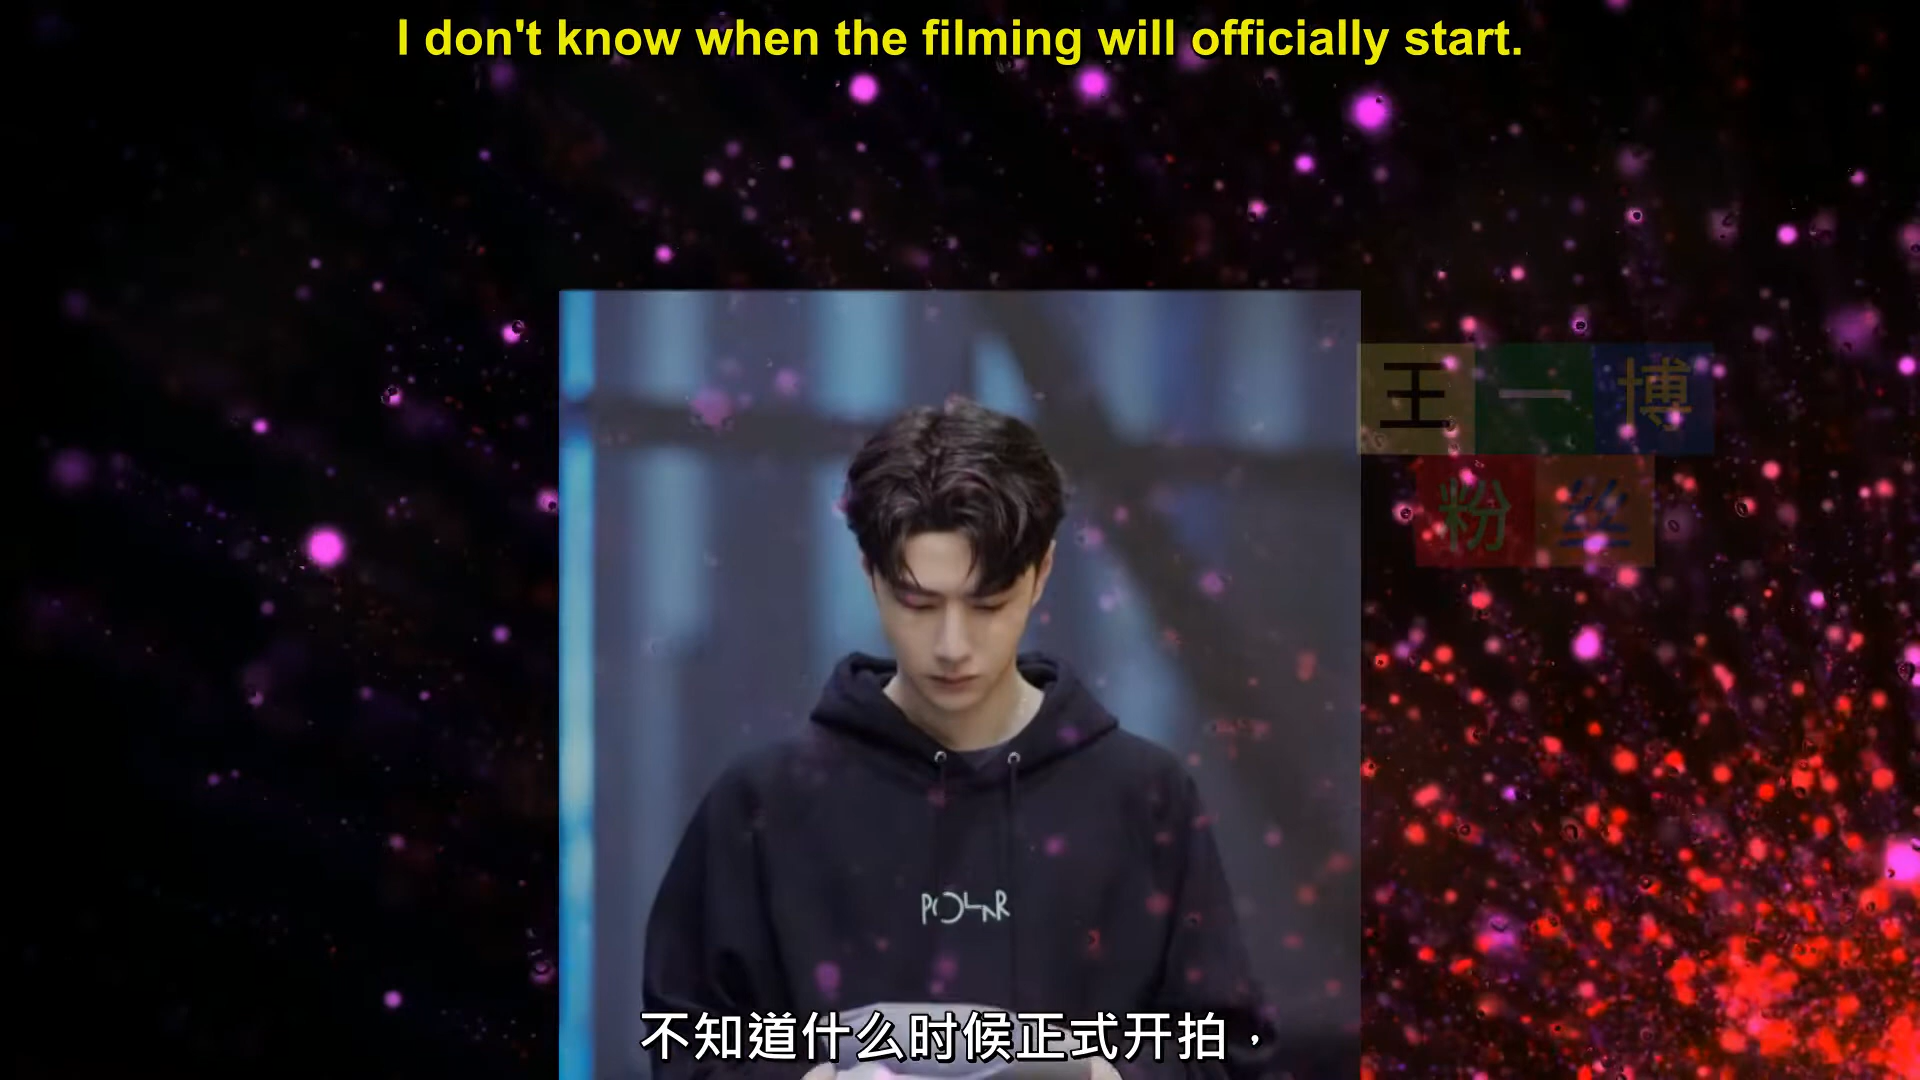 I don't know when the filming will officially start.
王一博
粉丝
POLAR
不知道什么时候正式开拍，